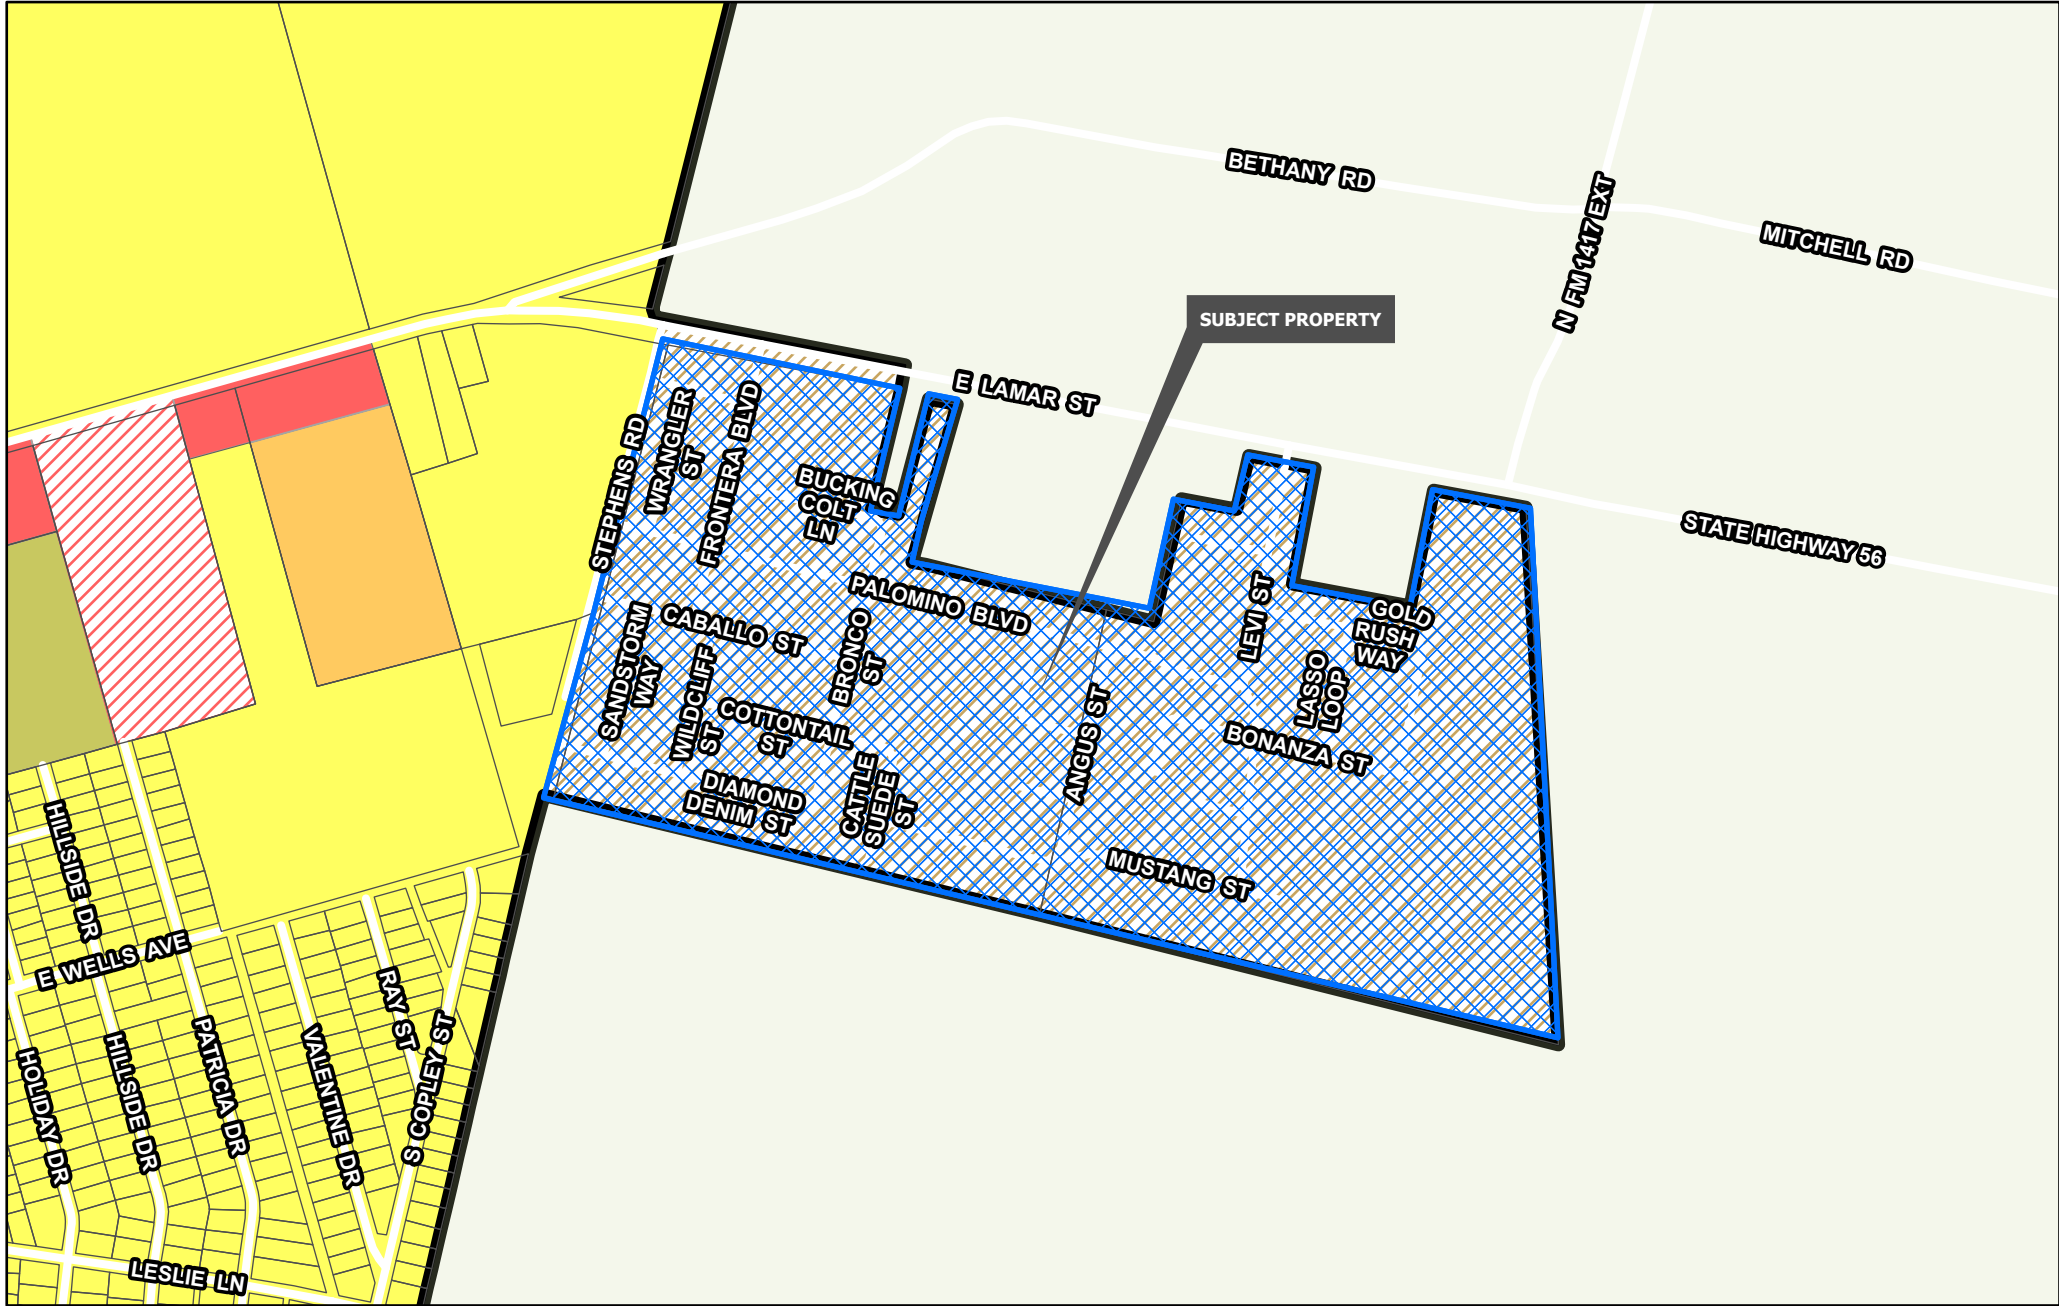 BETHANY RD
N FM 1417 EXT
MITCHELL RD
SUBJECT PROPERTY
E LAMAR ST
STATE HIGHWAY 56
STEPHENS RD
WRANGLER
ST
FRONTERA BLVD
BUCKING
COLT
LN
PALOMINO BLVD
CABALLO ST
SANDSTORM
WAY
WILDCLIFF
ST
BRONCO
ST
COTTONTAIL
ST
DIAMOND
DENIM ST
CATTLE
SUEDE
ST
ANGUS ST
LEVI ST
GOLD
RUSH
WAY
LASSO
LOOP
BONANZA ST
MUSTANG ST
HILLSIDE DR
E WELLS AVE
RAY ST
S COPLEY ST
VALENTINE DR
PATRICIA DR
HILLSIDE DR
HOLIDAY DR
LESLIE LN